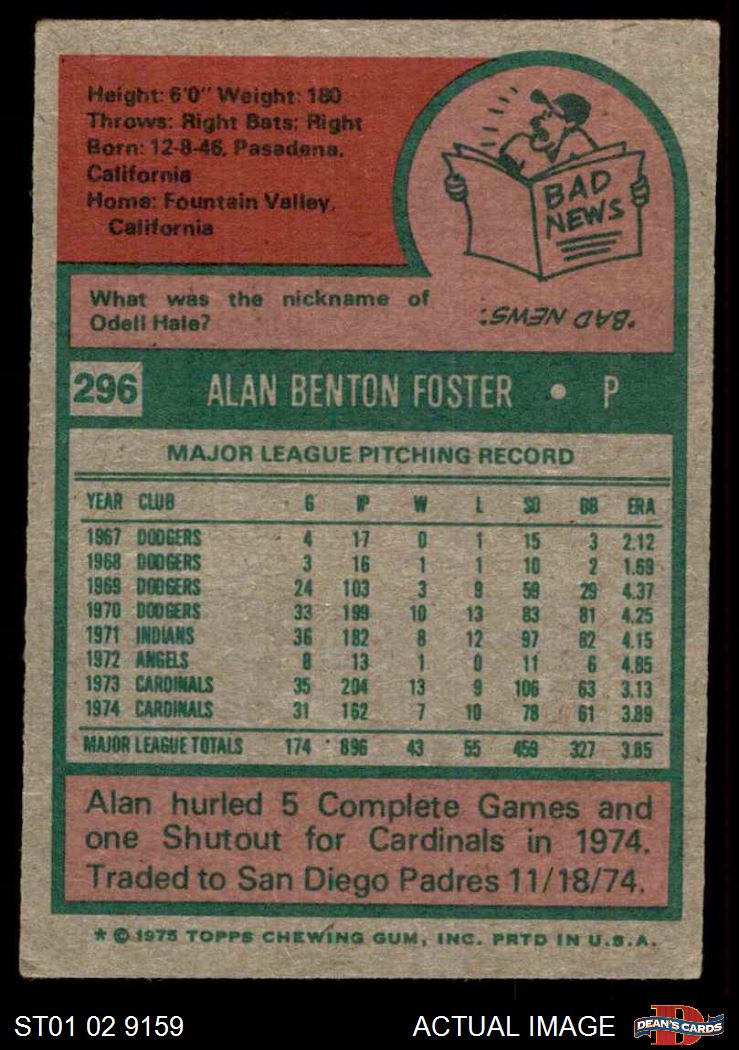 Height: 6'0" Weight: 180
Throws: Right Bats: Right
Born: 12-8-46, Pasadena,
California
Home: Fountain Valley,
California
BAD
NEWS
What was the nickname of
Odell Hale?
"BAD NEWS."
296 ALAN BENTON FOSTER • P
MAJOR LEAGUE PITCHING RECORD
YEAR CLUB G IP W L SO BB ERA
1967 DODGERS 4 17 0 1 15 3 2.12
1968 DODGERS 3 16 1 1 10 2 1.69
1969 DODGERS 24 103 3 9 59 29 4.37
1970 DODGERS 33 199 10 13 83 81 4.25
1971 INDIANS 36 182 8 12 97 82 4.15
1972 ANGELS 8 13 1 0 11 6 4.85
1973 CARDINALS 35 204 13 9 106 63 3.13
1974 CARDINALS 31 162 7 10 78 61 3.89
MAJOR LEAGUE TOTALS 174 896 43 55 459 327 3.85
Alan hurled 5 Complete Games and
one Shutout for Cardinals in 1974.
Traded to San Diego Padres 11/18/74.
* © 1975 TOPPS CHEWING GUM, INC. PRTD IN U.S.A.
ST01 02 9159 ACTUAL IMAGE DEAN'S CARDS